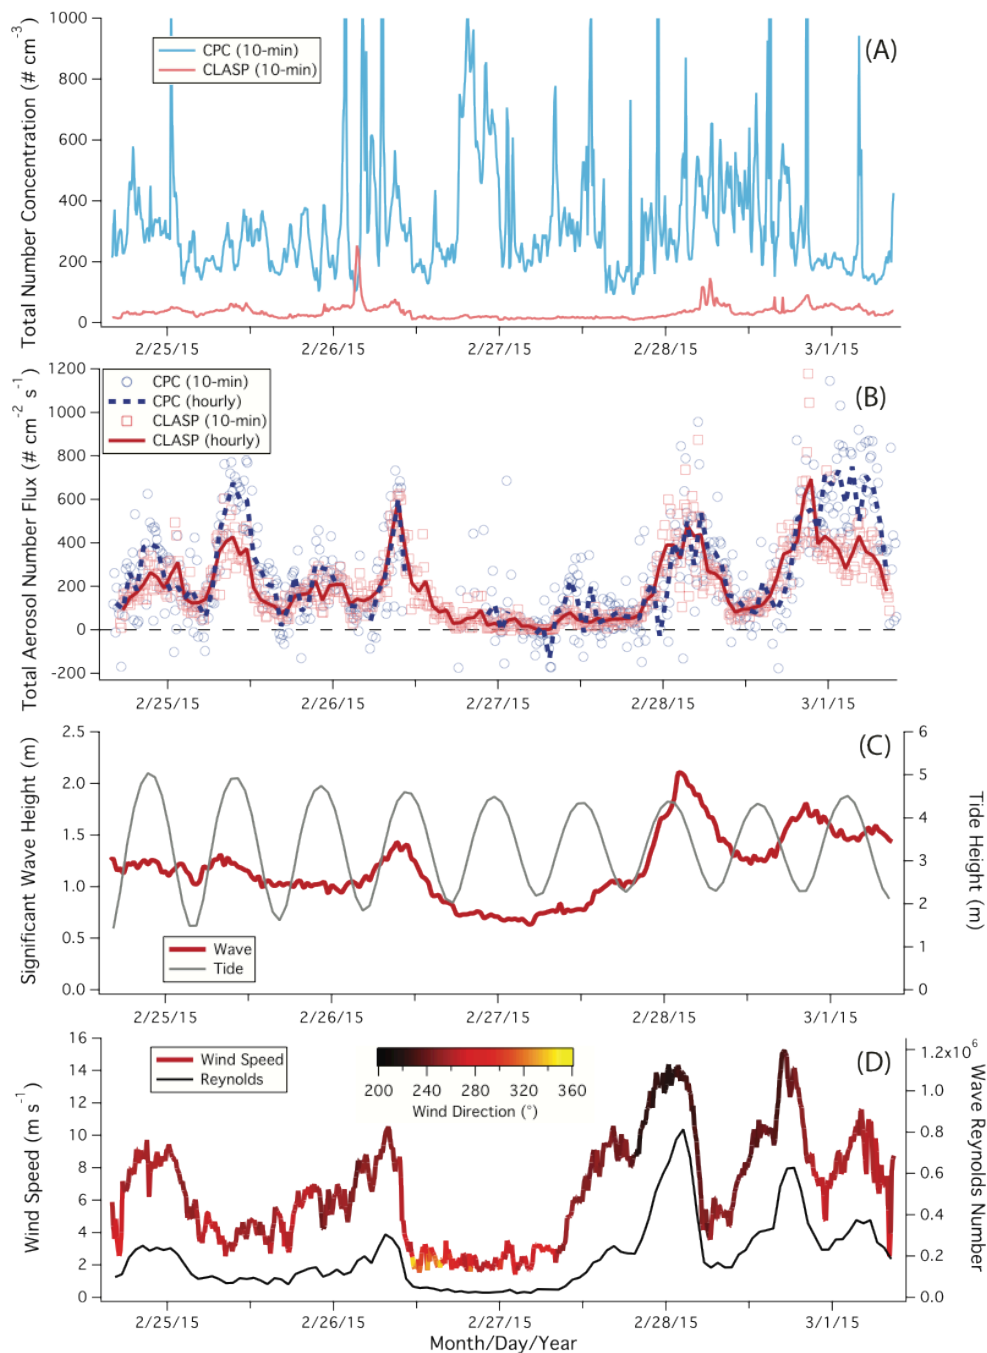 Total Number Concentration (# cm-3)
1000
800
600
400
200
0
CPC (10-min)
CLASP (10-min)
(A)
2/25/15 2/26/15 2/27/15 2/28/15 3/1/15
Total Aerosol Number Flux (# cm-2 s-1)
1200
1000
800
600
400
200
0
-200
CPC (10-min)
CPC (hourly)
CLASP (10-min)
CLASP (hourly)
(B)
2/25/15 2/26/15 2/27/15 2/28/15 3/1/15
Significant Wave Height (m)
2.5
2.0
1.5
1.0
0.5
0.0
Wave
Tide
(C)
6
5
4
3
2
1
0
Tide Height (m)
2/25/15 2/26/15 2/27/15 2/28/15 3/1/15
Wind Speed (m s-1)
16
14
12
10
8
6
4
2
0
Wind Speed
Reynolds
200 240 280 320 360
Wind Direction (°)
(D)
1.2x106
1.0
0.8
0.6
0.4
0.2
0.0
Wave Reynolds Number
2/25/15 2/26/15 2/27/15 2/28/15 3/1/15
Month/Day/Year